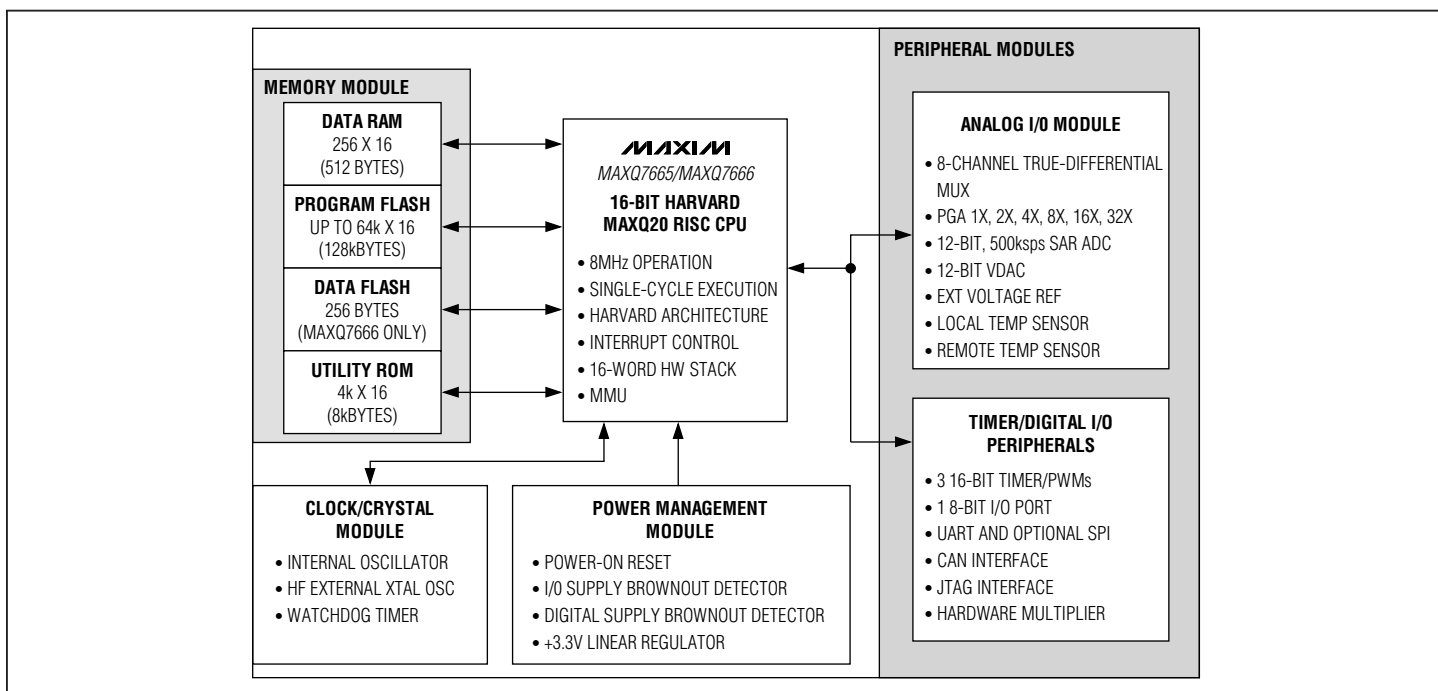 MEMORY MODULE
DATA RAM
256 X 16
(512 BYTES)
PROGRAM FLASH
UP TO 64k X 16
(128kBYTES)
DATA FLASH
256 BYTES
(MAXQ7666 ONLY)
UTILITY ROM
4k X 16
(8kBYTES)
MAXIM
MAXQ7665/MAXQ7666
16-BIT HARVARD
MAXQ20 RISC CPU
• 8MHz OPERATION
• SINGLE-CYCLE EXECUTION
• HARVARD ARCHITECTURE
• INTERRUPT CONTROL
• 16-WORD HW STACK
• MMU
CLOCK/CRYSTAL
MODULE
• INTERNAL OSCILLATOR
• HF EXTERNAL XTAL OSC
• WATCHDOG TIMER
POWER MANAGEMENT
MODULE
• POWER-ON RESET
• I/O SUPPLY BROWNOUT DETECTOR
• DIGITAL SUPPLY BROWNOUT DETECTOR
• +3.3V LINEAR REGULATOR
PERIPHERAL MODULES
ANALOG I/O MODULE
• 8-CHANNEL TRUE-DIFFERENTIAL
MUX
• PGA 1X, 2X, 4X, 8X, 16X, 32X
• 12-BIT, 500ksps SAR ADC
• 12-BIT VDAC
• EXT VOLTAGE REF
• LOCAL TEMP SENSOR
• REMOTE TEMP SENSOR
TIMER/DIGITAL I/O
PERIPHERALS
• 3 16-BIT TIMER/PWMs
• 1 8-BIT I/O PORT
• UART AND OPTIONAL SPI
• CAN INTERFACE
• JTAG INTERFACE
• HARDWARE MULTIPLIER